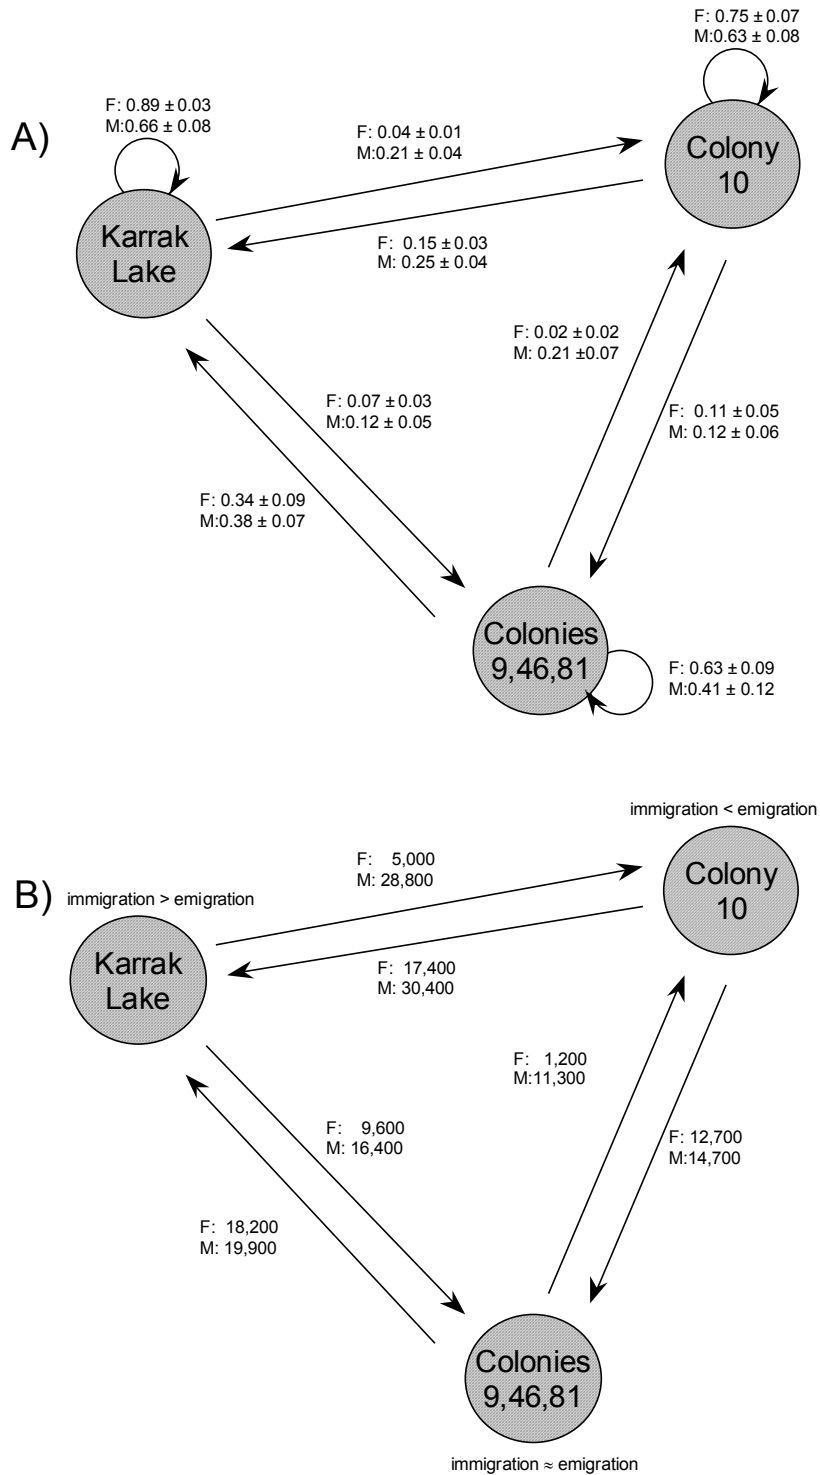 F: 0.75 ± 0.07
M:0.63 ± 0.08
F: 0.89 ± 0.03
M:0.66 ± 0.08
A)
F: 0.04 ± 0.01
M:0.21 ± 0.04
Colony
10
Karrak
Lake
F: 0.15 ± 0.03
M: 0.25 ± 0.04
F: 0.02 ± 0.02
M: 0.21 ±0.07
F: 0.07 ± 0.03
M:0.12 ± 0.05
F: 0.11 ± 0.05
M: 0.12 ± 0.06
F: 0.34 ± 0.09
M:0.38 ± 0.07
Colonies
9,46,81
F: 0.63 ± 0.09
M:0.41 ± 0.12
immigration < emigration
B)
immigration > emigration
F: 5,000
M: 28,800
Colony
10
Karrak
Lake
F: 17,400
M: 30,400
F: 1,200
M:11,300
F: 9,600
M: 16,400
F: 12,700
M:14,700
F: 18,200
M: 19,900
Colonies
9,46,81
immigration ≈ emigration